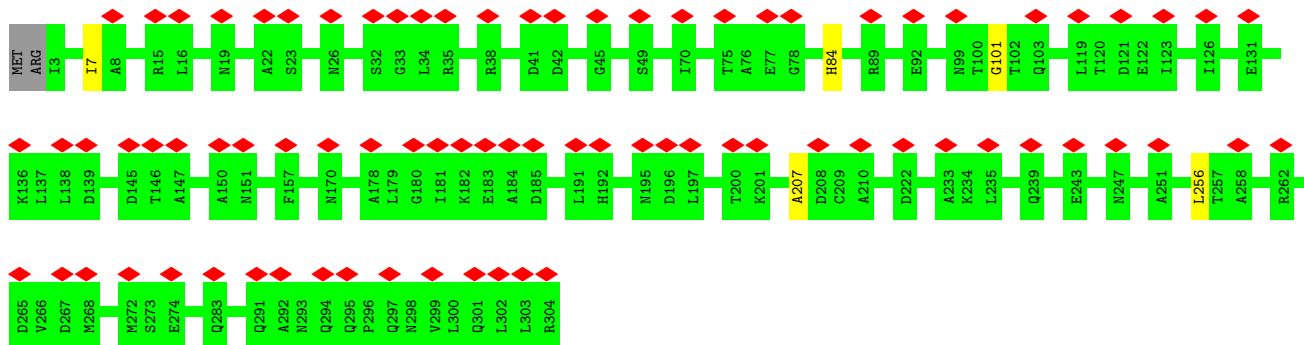 MET ARG I3 I7 A8 R15 L16 N19 A22 S23 N26 S32 G33 L34 R35 R38 D41 D42 G45 S49 I70 T75 A76 E77 G78 H84 R89 E92 N99 T100 G101 T102 Q103 L119 T120 D121 E122 I123 I126 E131
K136 L137 L138 D139 D145 T146 A147 A150 N151 F157 N170 A178 L179 G180 I181 K182 E183 A184 D185 L191 H192 N195 D196 L197 T200 K201 A207 D208 C209 A210 D222 A233 K234 L235 Q239 E243 N247 A251 L256 T257 A258 R262
D265 V266 D267 M268 M272 S273 E274 Q283 Q291 A292 N293 Q294 Q295 P296 Q297 N298 V299 L300 Q301 L302 L303 R304